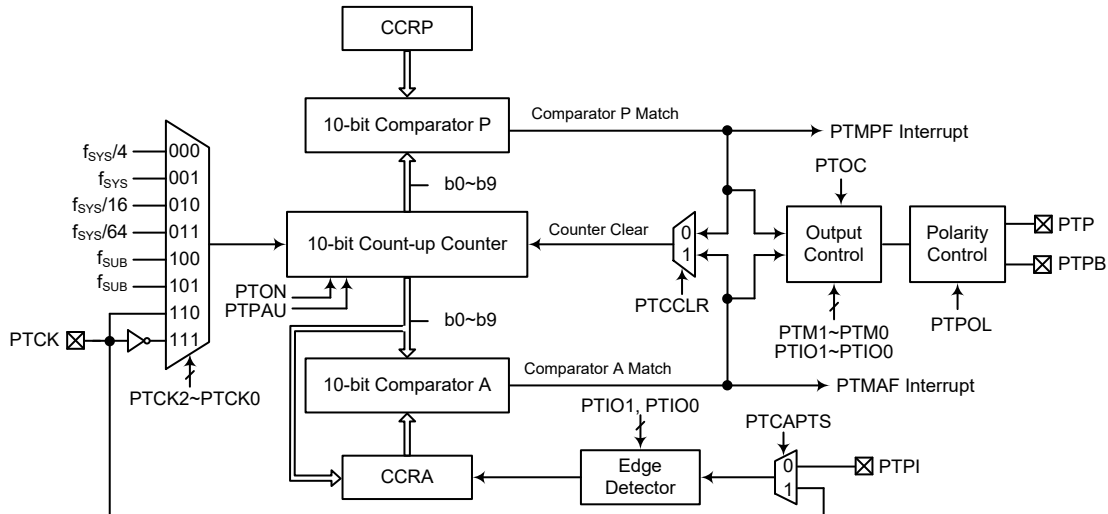 CCRP
10-bit Comparator P
Comparator P Match
PTMPF Interrupt
b0~b9
fSYS/4
000
fSYS
001
fSYS/16
010
fSYS/64
011
fSUB
100
fSUB
101
110
111
PTCK
PTCK2~PTCK0
10-bit Count-up Counter
PTON
PTPAU
Counter Clear
0
1
PTCCLR
PTOC
Output
Control
PTM1~PTM0
PTIO1~PTIO0
Polarity
Control
PTPOL
PTP
PTPB
b0~b9
10-bit Comparator A
Comparator A Match
PTMAF Interrupt
CCRA
PTIO1, PTIO0
Edge
Detector
PTCAPTS
0
1
PTPI